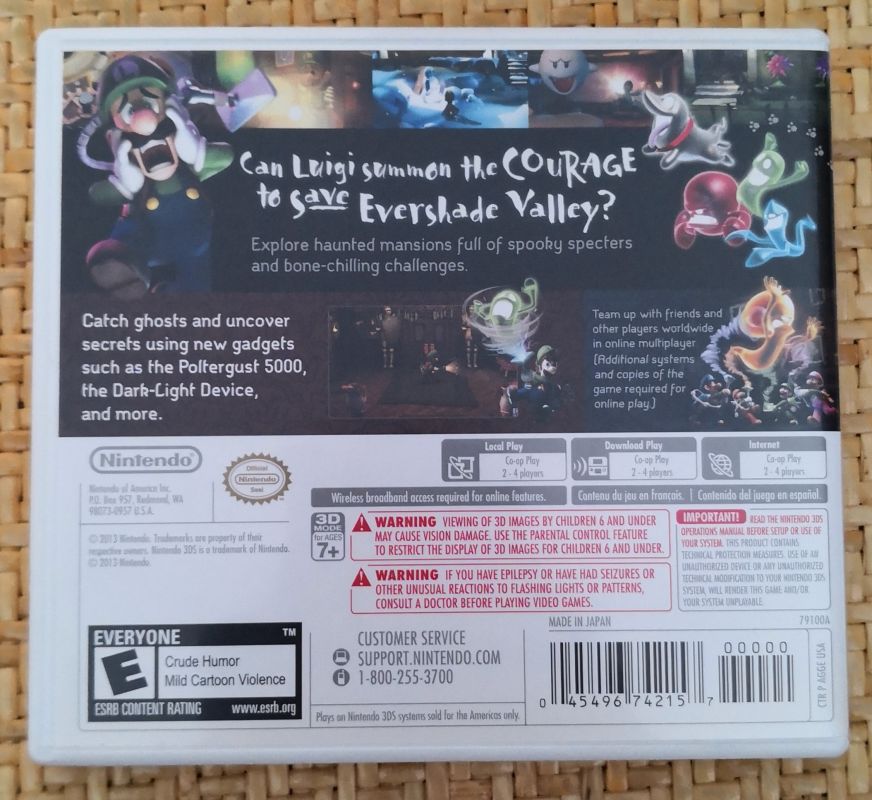 Can Luigi summon the COURAGE
to save Evershade Valley?
Explore haunted mansions full of spooky specters
and bone-chilling challenges.
Catch ghosts and uncover
secrets using new gadgets
such as the Poltergust 5000,
the Dark-Light Device,
and more.
Team up with friends and
other players worldwide
in online multiplayer
(Additional systems
and copies of the
game required for
online play.)
Nintendo®
Nintendo of America Inc.
P.O. Box 957, Redmond, WA
98073-0957 U.S.A.
Official
Nintendo
Seal
Local Play
Co-op Play
2 - 4 players
Download Play
Co-op Play
2 - 4 players
Internet
Co-op Play
2 - 4 players
Wireless broadband access required for online features.
Contenu du jeu en français. | Contenido del juego en español.
© 2013 Nintendo. Trademarks are property of their
respective owners. Nintendo 3DS is a trademark of Nintendo.
© 2013 Nintendo.
3D
MODE
for AGES
7+
WARNING VIEWING OF 3D IMAGES BY CHILDREN 6 AND UNDER
MAY CAUSE VISION DAMAGE. USE THE PARENTAL CONTROL FEATURE
TO RESTRICT THE DISPLAY OF 3D IMAGES FOR CHILDREN 6 AND UNDER.
WARNING IF YOU HAVE EPILEPSY OR HAVE HAD SEIZURES OR
OTHER UNUSUAL REACTIONS TO FLASHING LIGHTS OR PATTERNS,
CONSULT A DOCTOR BEFORE PLAYING VIDEO GAMES.
IMPORTANT! READ THE NINTENDO 3DS
OPERATIONS MANUAL BEFORE SETUP OR USE OF
YOUR SYSTEM. THIS PRODUCT CONTAINS
TECHNICAL PROTECTION MEASURES. USE OF AN
UNAUTHORIZED DEVICE OR ANY UNAUTHORIZED
TECHNICAL MODIFICATION TO YOUR NINTENDO 3DS
SYSTEM, WILL RENDER THIS GAME AND/OR
YOUR SYSTEM UNPLAYABLE.
EVERYONE TM
E
Crude Humor
Mild Cartoon Violence
ESRB CONTENT RATING www.esrb.org
CUSTOMER SERVICE
SUPPORT.NINTENDO.COM
1-800-255-3700
Plays on Nintendo 3DS systems sold for the Americas only.
MADE IN JAPAN 79100A
00000
0 45496 74215 7
CTR P AGGE USA